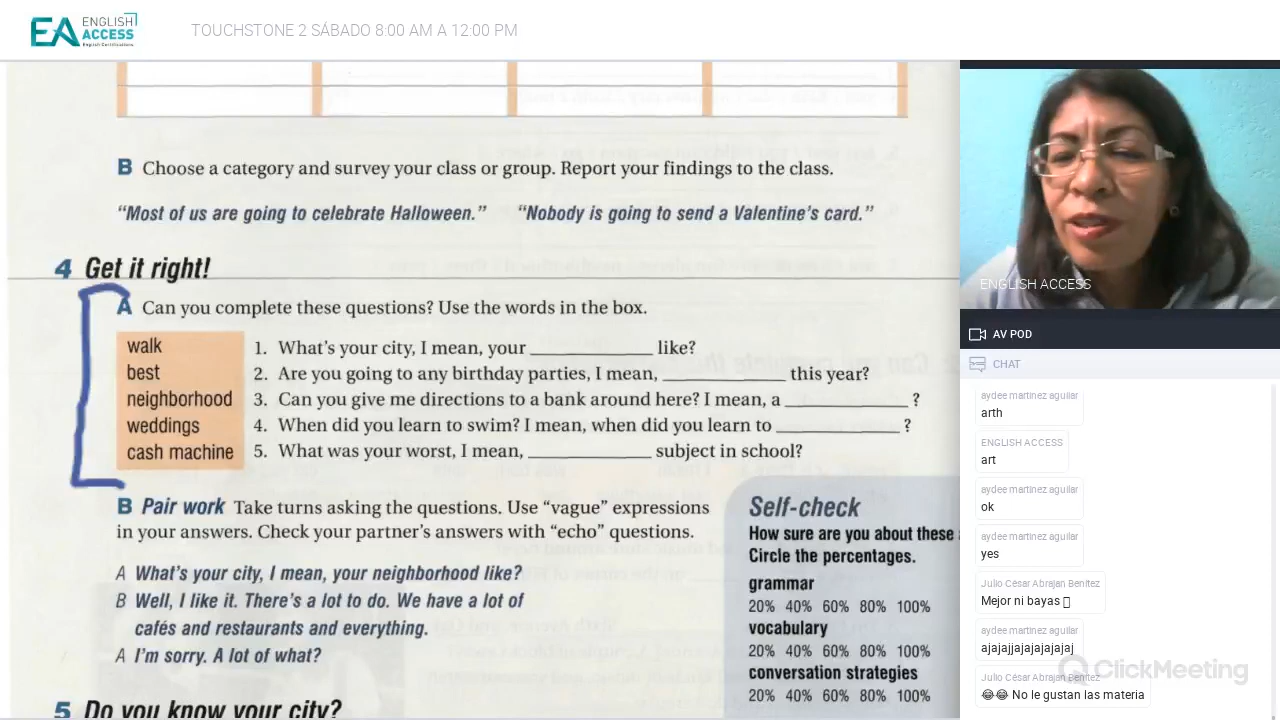 EA ENGLISH ACCESS
English Certifications
TOUCHSTONE 2 SÁBADO 8:00 AM A 12:00 PM
B Choose a category and survey your class or group. Report your findings to the class.
“Most of us are going to celebrate Halloween.” “Nobody is going to send a Valentine’s card.”
4 Get it right!
A Can you complete these questions? Use the words in the box.
walk
best
neighborhood
weddings
cash machine
1. What’s your city, I mean, your ____________ like?
2. Are you going to any birthday parties, I mean, ____________ this year?
3. Can you give me directions to a bank around here? I mean, a ____________ ?
4. When did you learn to swim? I mean, when did you learn to ____________ ?
5. What was your worst, I mean, ____________ subject in school?
B Pair work Take turns asking the questions. Use “vague” expressions
in your answers. Check your partner’s answers with “echo” questions.
A What’s your city, I mean, your neighborhood like?
B Well, I like it. There’s a lot to do. We have a lot of
cafés and restaurants and everything.
A I’m sorry. A lot of what?
5 Do you know your city?
Self-check
How sure are you about these
Circle the percentages.
grammar
20% 40% 60% 80% 100%
vocabulary
20% 40% 60% 80% 100%
conversation strategies
20% 40% 60% 80% 100%
ENGLISH ACCESS
AV POD
CHAT
aydee martinez aguilar
arth
ENGLISH ACCESS
art
aydee martinez aguilar
ok
aydee martinez aguilar
yes
Julio César Abrajan Benitez
Mejor ni bayas
aydee martinez aguilar
ajajajjajajajajajaj
Julio César Abrajan Benitez
😂😂 No le gustan las materia
ClickMeeting